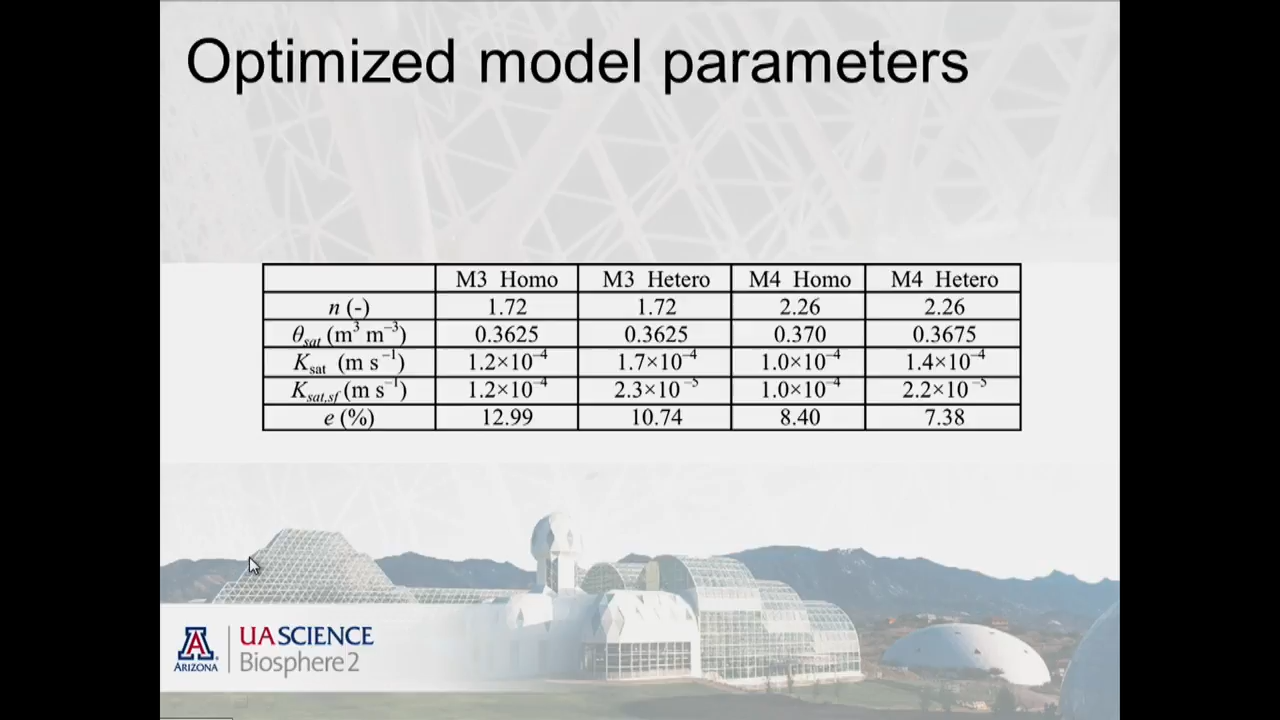 Optimized model parameters
M3 Homo M3 Hetero M4 Homo M4 Hetero
n (-) 1.72 1.72 2.26 2.26
θsat (m³ m⁻³) 0.3625 0.3625 0.370 0.3675
Ksat (m s⁻¹) 1.2×10⁻⁴ 1.7×10⁻⁴ 1.0×10⁻⁴ 1.4×10⁻⁴
Ksat,sf (m s⁻¹) 1.2×10⁻⁴ 2.3×10⁻⁵ 1.0×10⁻⁴ 2.2×10⁻⁵
e (%) 12.99 10.74 8.40 7.38
A
ARIZONA
UA SCIENCE
Biosphere 2